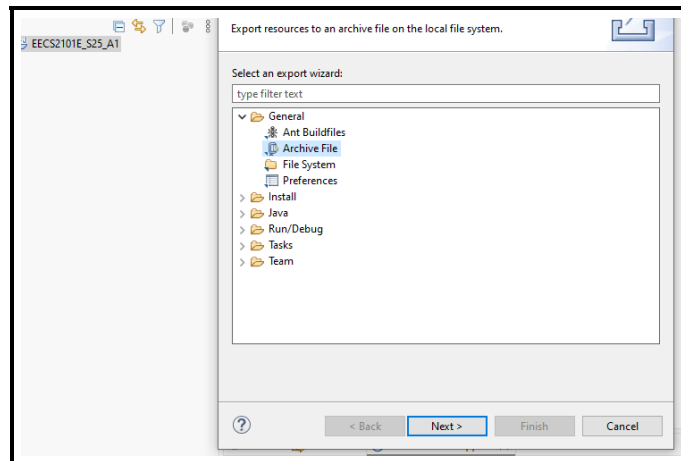 Export resources to an archive file on the local file system.
EECS2101E_S25_A1
Select an export wizard:
type filter text
General
Ant Buildfiles
Archive File
File System
Preferences
Install
Java
Run/Debug
Tasks
Team
< Back
Next >
Finish
Cancel